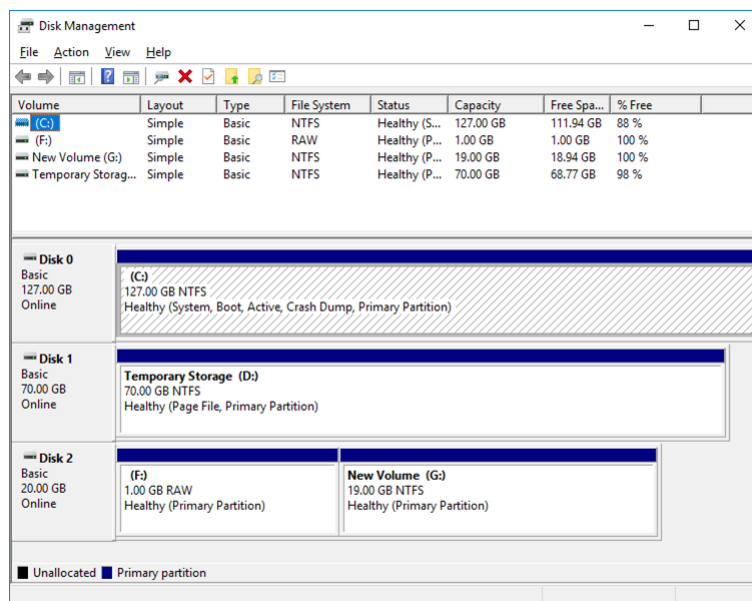 Disk Management
File Action View Help
Volume Layout Type File System Status Capacity Free Spa... % Free
(C:) Simple Basic NTFS Healthy (S... 127.00 GB 111.94 GB 88 %
(F:) Simple Basic RAW Healthy (P... 1.00 GB 1.00 GB 100 %
New Volume (G:) Simple Basic NTFS Healthy (P... 19.00 GB 18.94 GB 100 %
Temporary Storag... Simple Basic NTFS Healthy (P... 70.00 GB 68.77 GB 98 %
Disk 0
Basic
127.00 GB
Online
(C:)
127.00 GB NTFS
Healthy (System, Boot, Active, Crash Dump, Primary Partition)
Disk 1
Basic
70.00 GB
Online
Temporary Storage (D:)
70.00 GB NTFS
Healthy (Page File, Primary Partition)
Disk 2
Basic
20.00 GB
Online
(F:)
1.00 GB RAW
Healthy (Primary Partition)
New Volume (G:)
19.00 GB NTFS
Healthy (Primary Partition)
Unallocated Primary partition